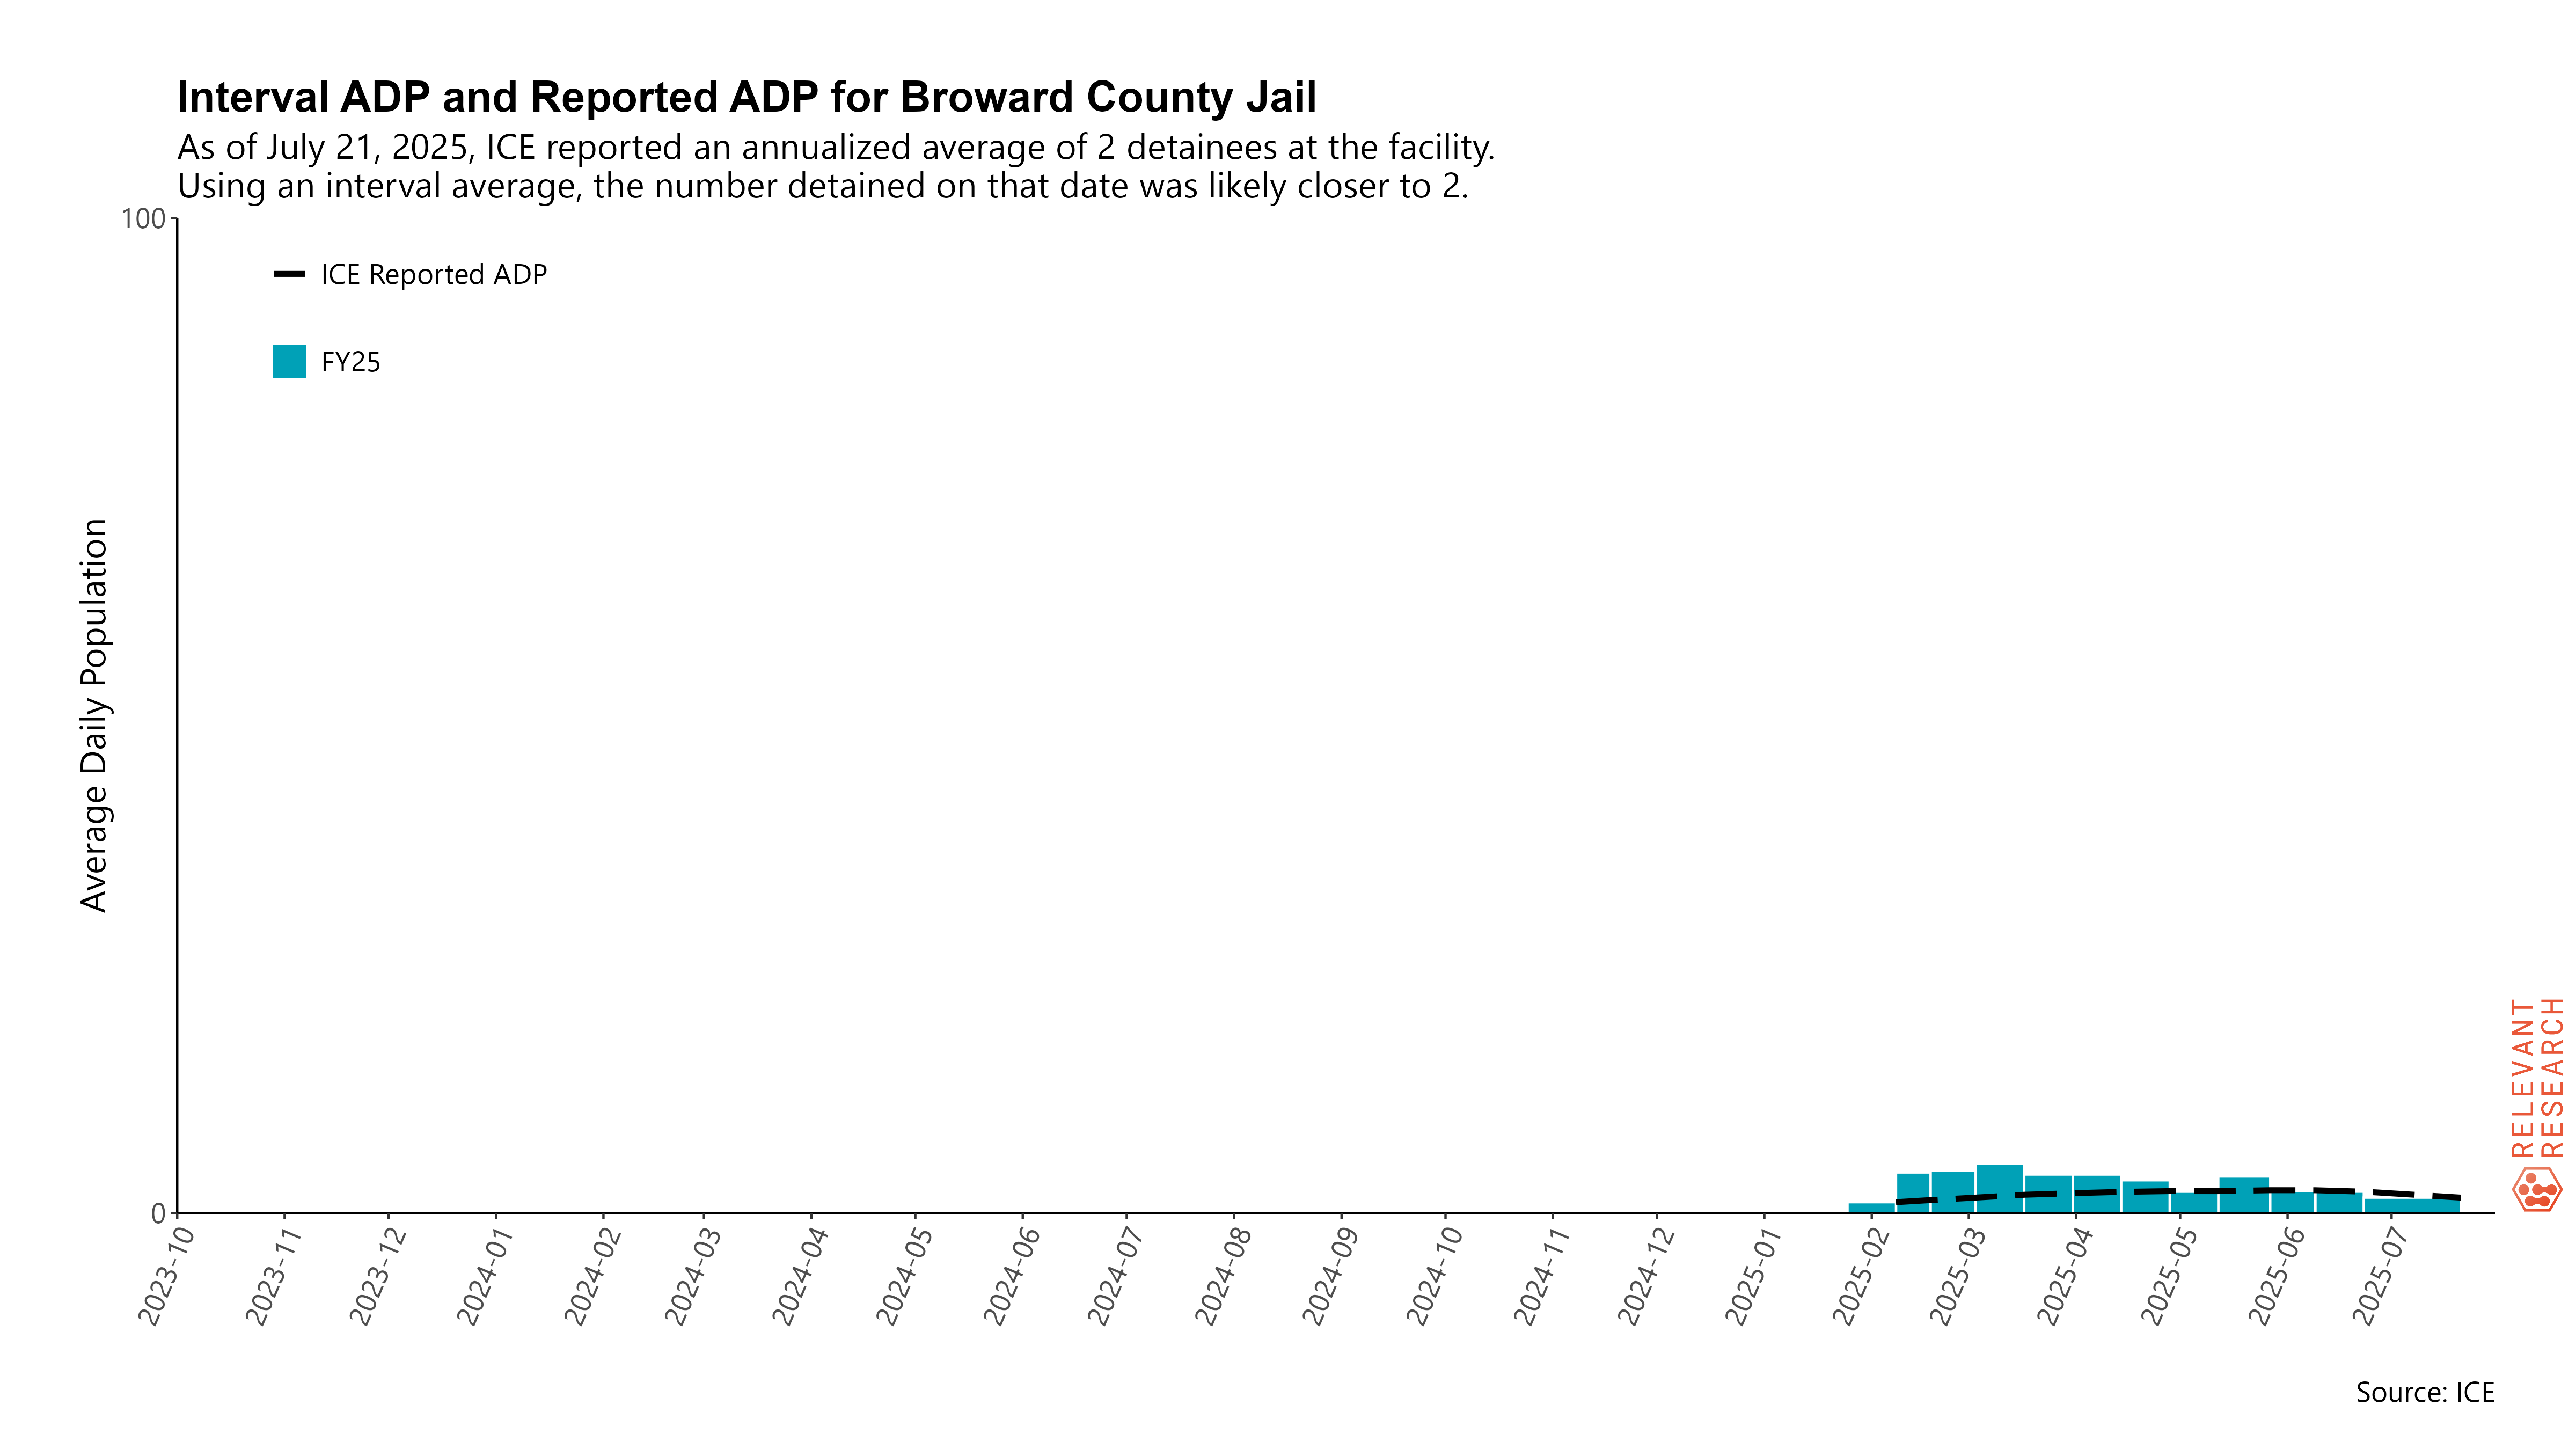 Interval ADP and Reported ADP for Broward County Jail
As of July 21, 2025, ICE reported an annualized average of 2 detainees at the facility.
Using an interval average, the number detained on that date was likely closer to 2.
100
ICE Reported ADP
FY25
Average Daily Population
0
2023-10
2023-11
2023-12
2024-01
2024-02
2024-03
2024-04
2024-05
2024-06
2024-07
2024-08
2024-09
2024-10
2024-11
2024-12
2025-01
2025-02
2025-03
2025-04
2025-05
2025-06
2025-07
RELEVANT
RESEARCH
Source: ICE